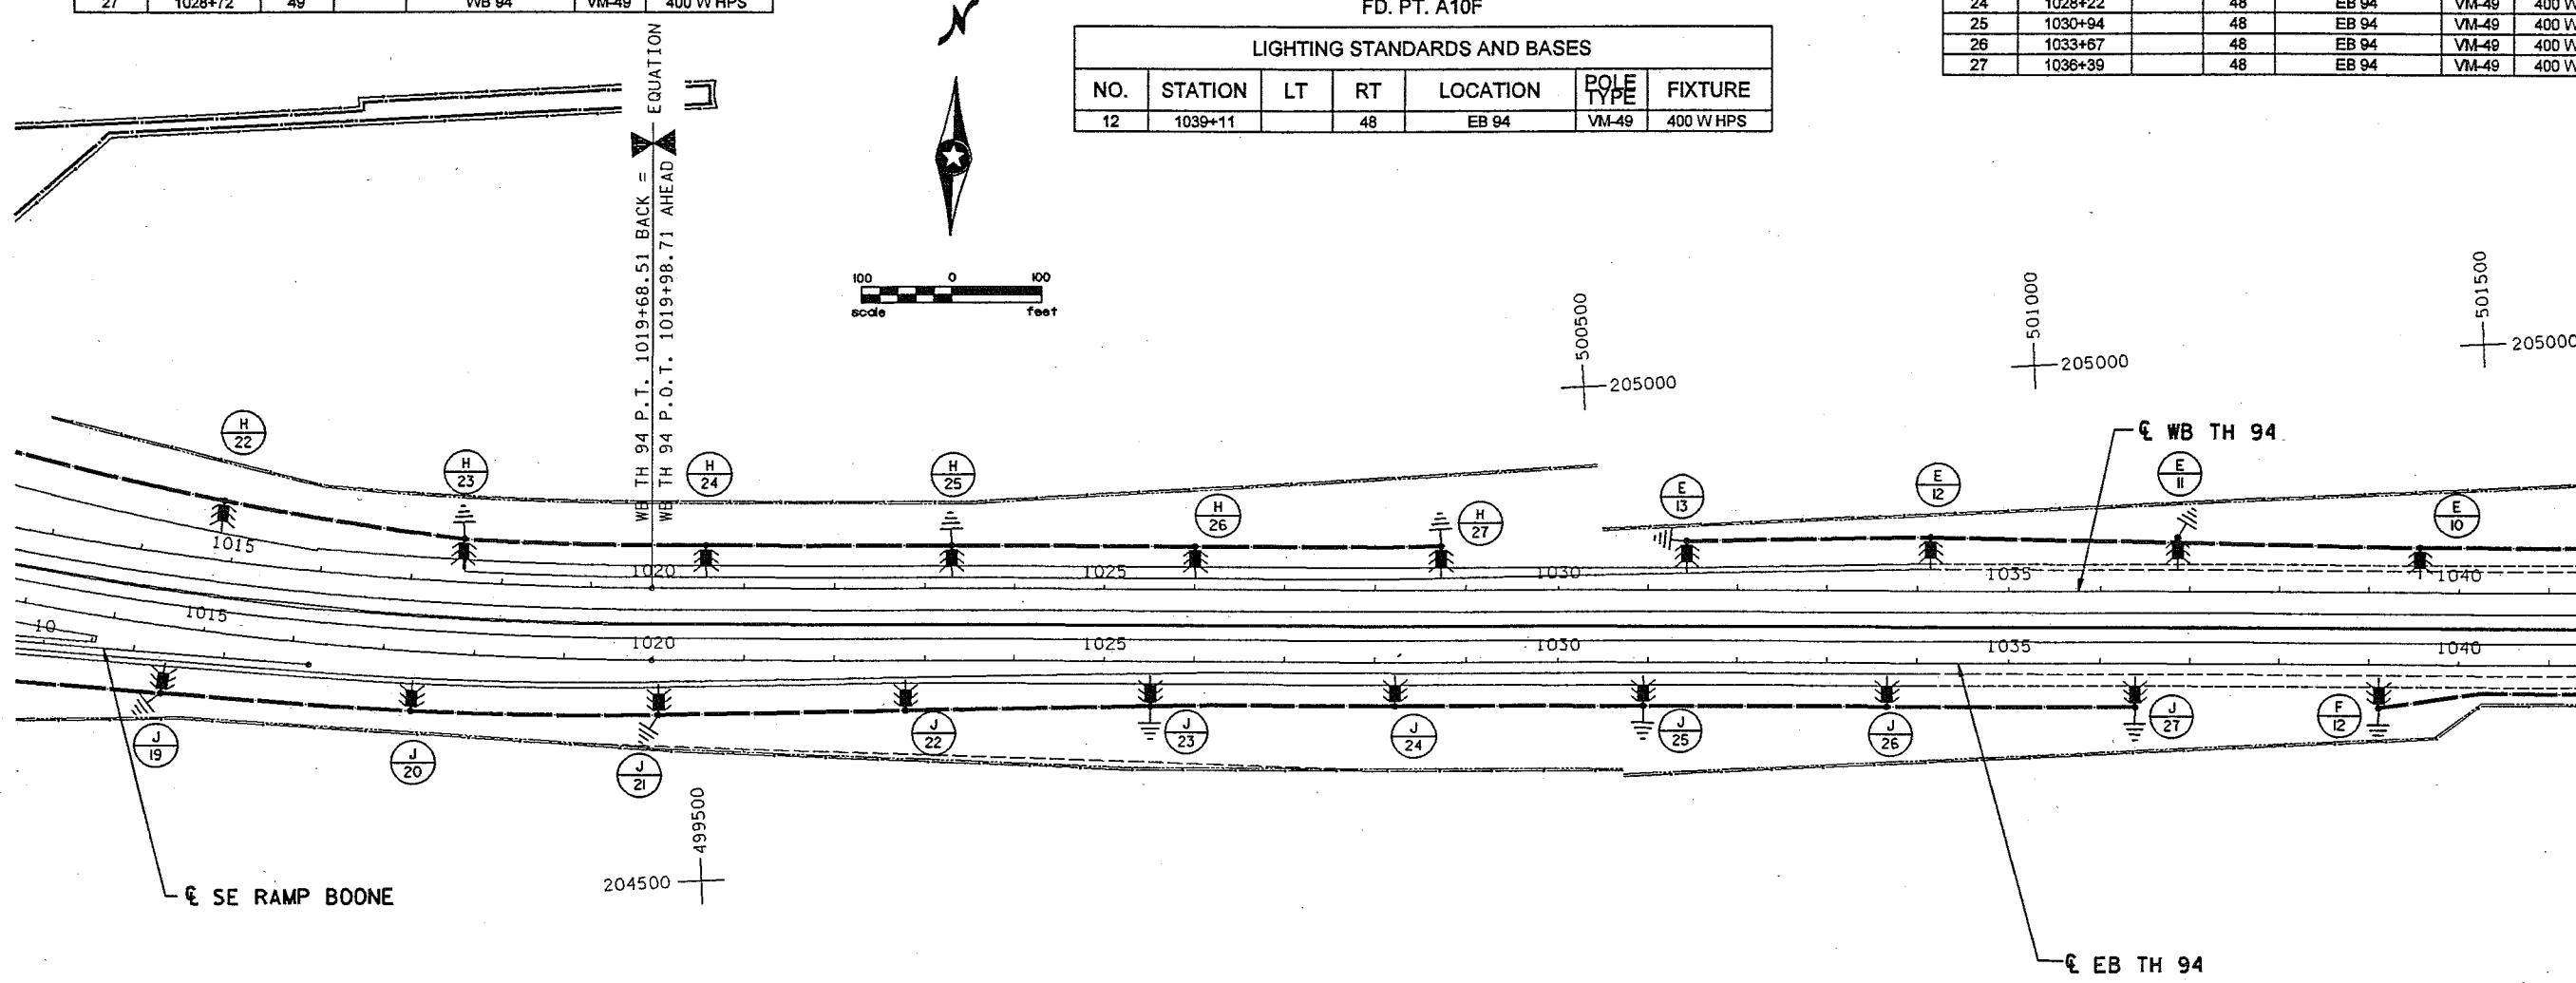 27 1028+72 49 WB 94 VM-49 400 W HPS
N
FD. PT. A10F
LIGHTING STANDARDS AND BASES
NO. STATION LT RT LOCATION POLE TYPE FIXTURE
12 1039+11 48 EB 94 VM-49 400 W HPS
24 1028+22 48 EB 94 VM-49 400 W
25 1030+94 48 EB 94 VM-49 400 W
26 1033+67 48 EB 94 VM-49 400 W
27 1036+39 48 EB 94 VM-49 400 W
EQUATION
WB TH 94 P.T. 1019+68.51 BACK =
WB TH 94 P.O.T. 1019+98.71 AHEAD
100 0 100
scale feet
500500
205000
501000
205000
501500
205000
℄ WB TH 94
H 22
H 23
H 24
H 25
H 26
H 27
E 13
E 12
E 11
E 10
1015
1020
1025
1030
1035
1040
10
1015
1020
1025
1030
1035
1040
J 19
J 20
J 21
J 22
J 23
J 24
J 25
J 26
J 27
F 12
499500
204500
℄ SE RAMP BOONE
℄ EB TH 94